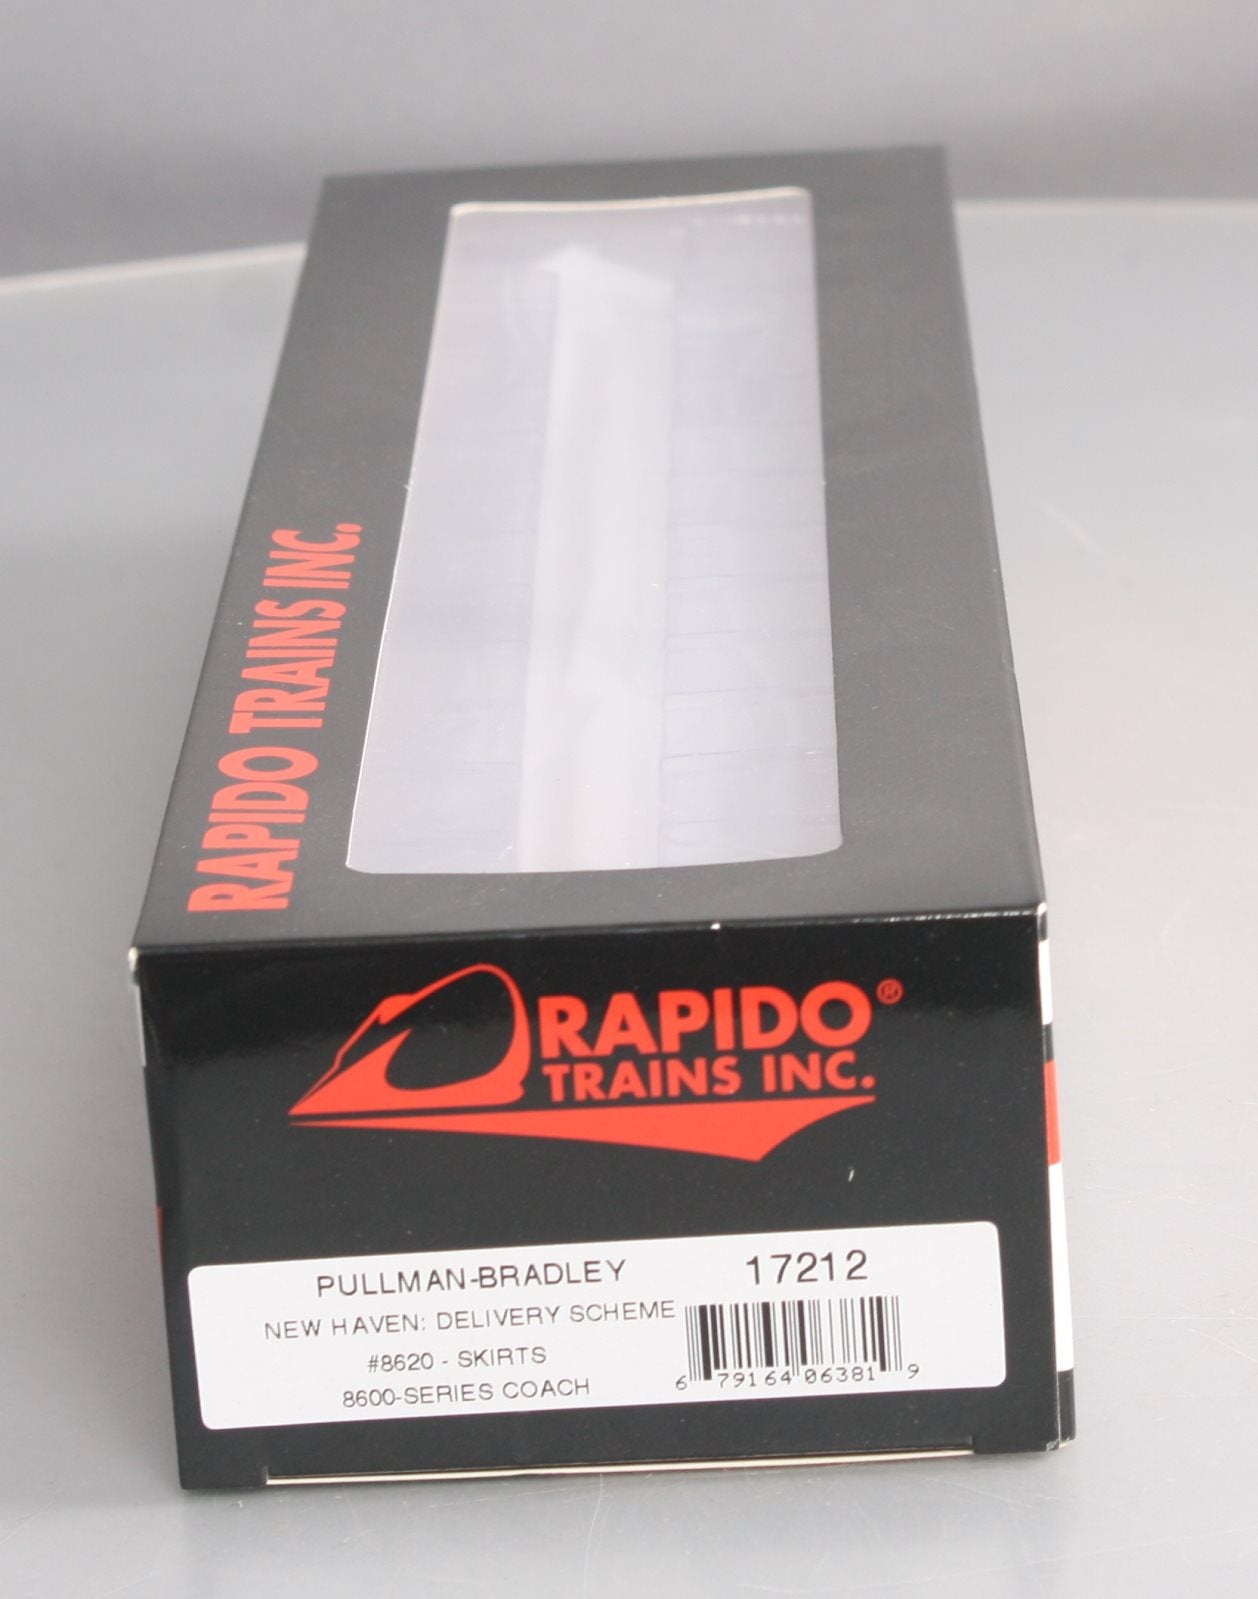 RAPIDO TRAINS INC.
RAPIDO®
TRAINS INC.
PULLMAN-BRADLEY 17212
NEW HAVEN: DELIVERY SCHEME
#8620 - SKIRTS
8600-SERIES COACH
6 79164 06381 9